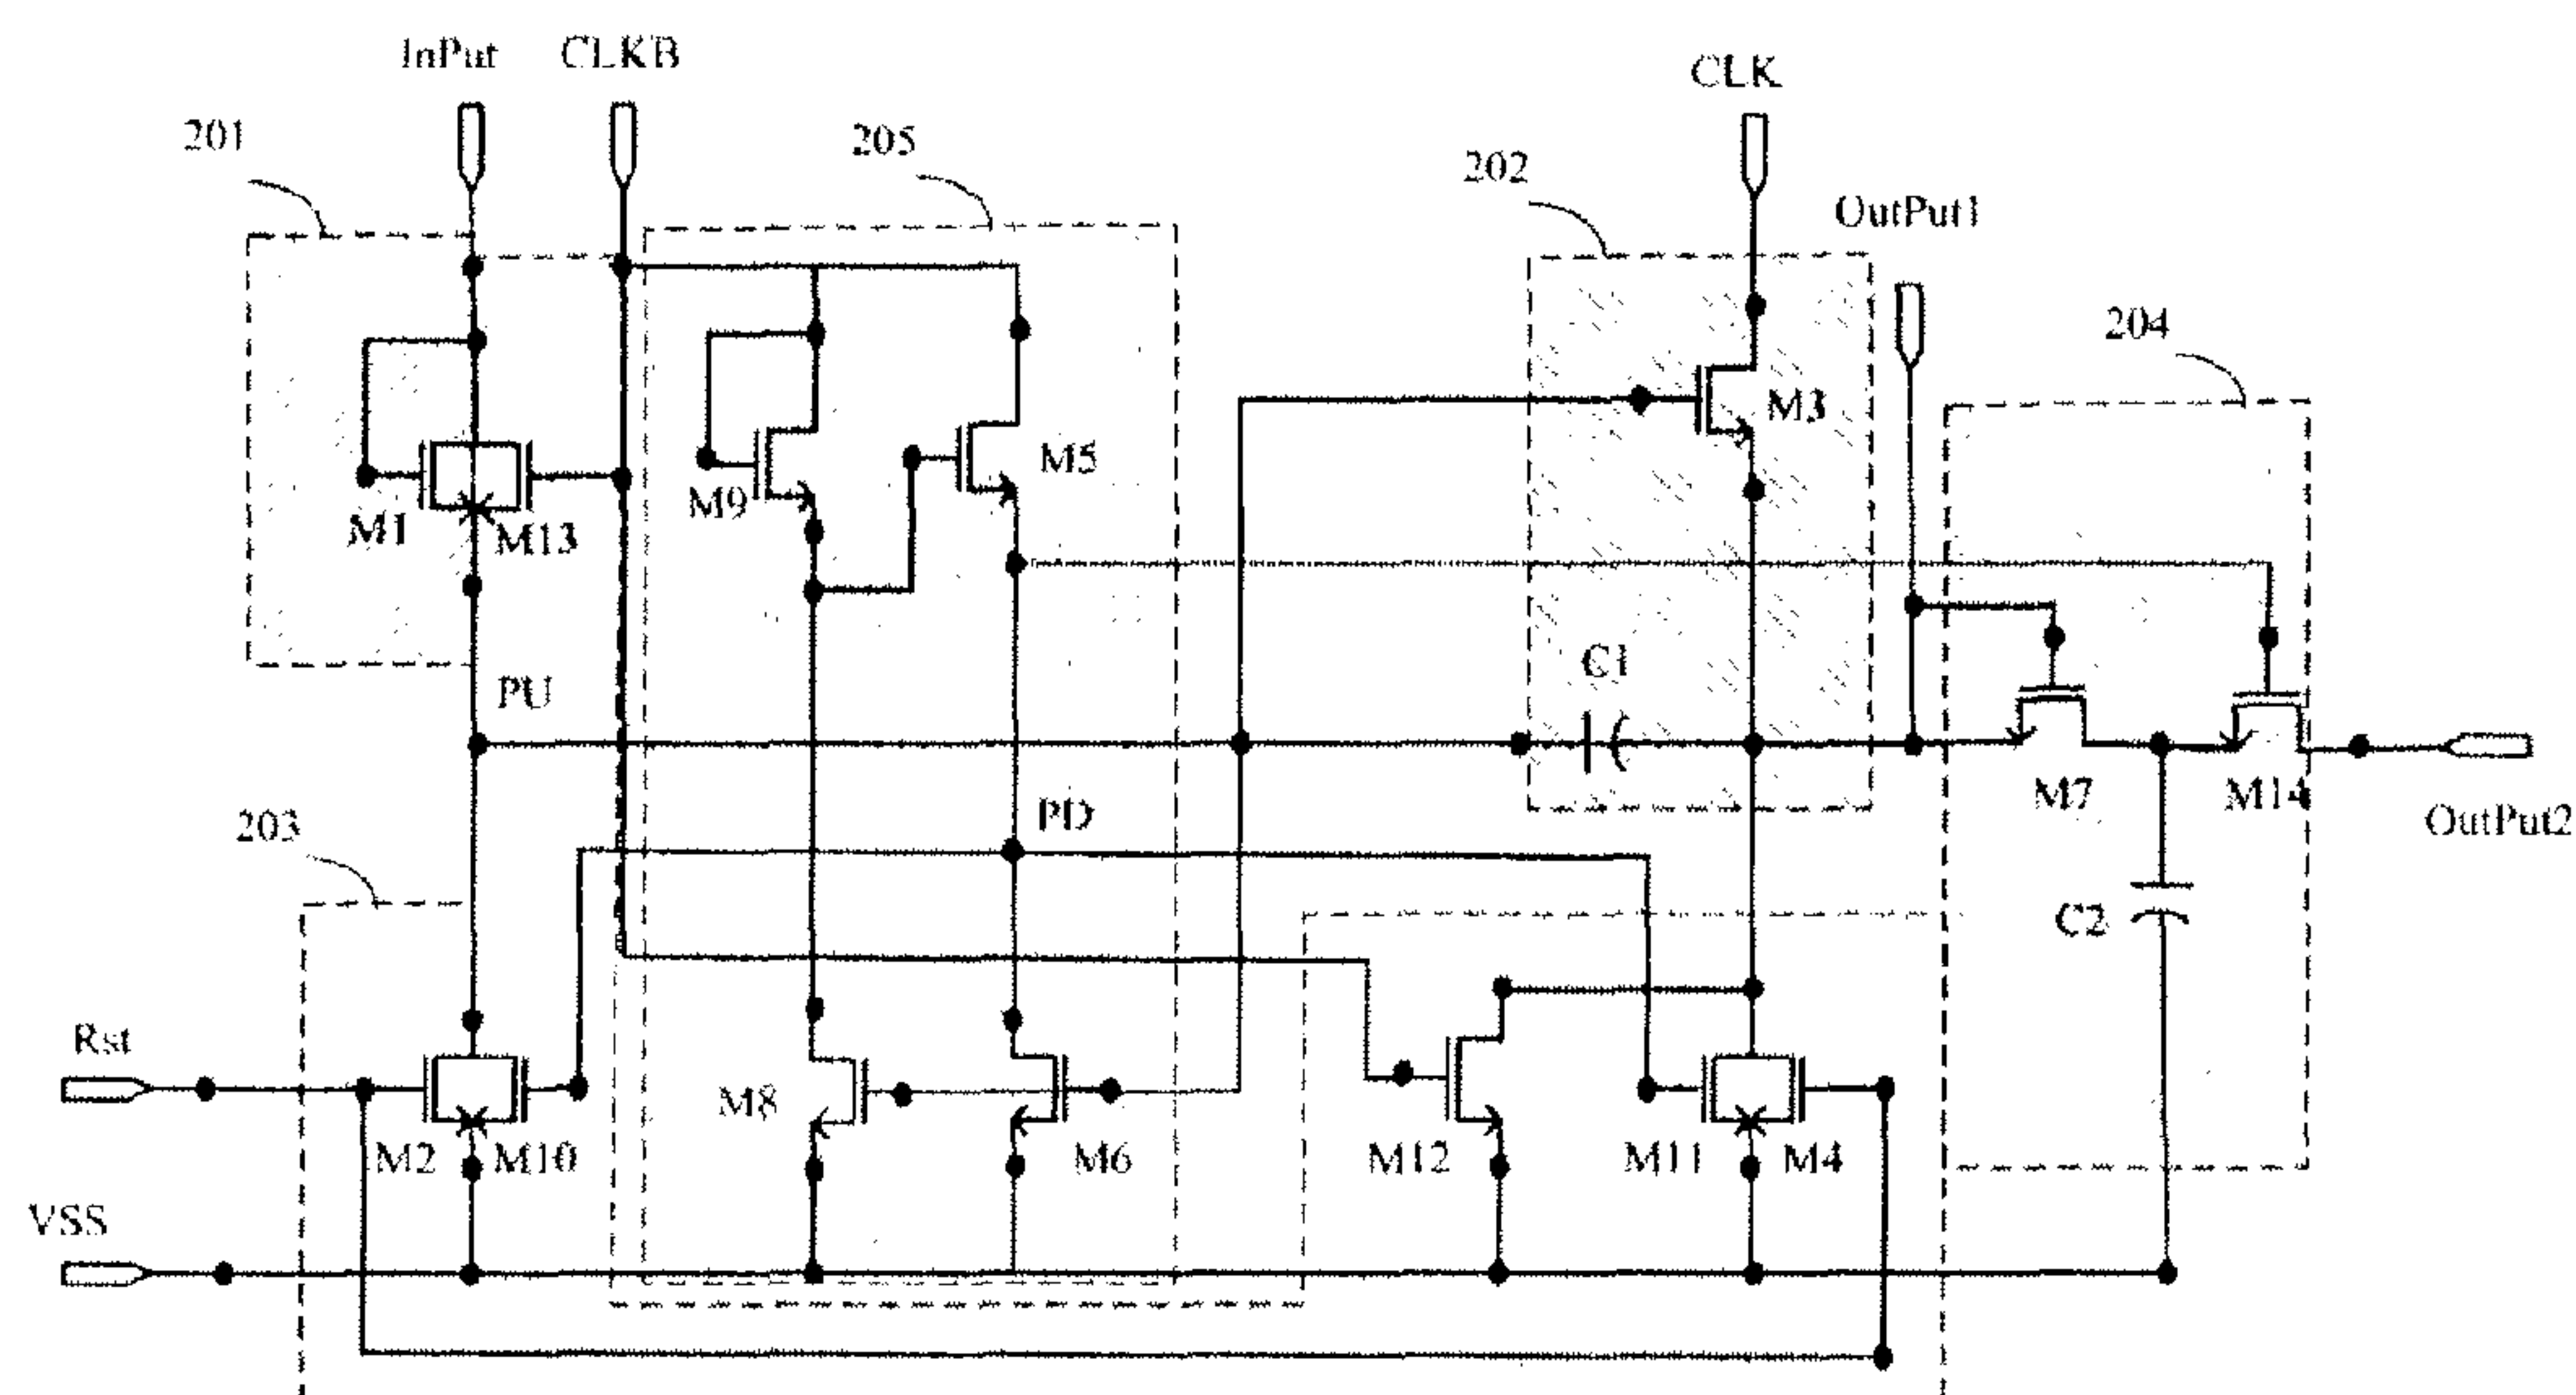 InPut
CLKB
CLK
201
205
202
OutPut1
204
M3
M9
M5
M1
M13
C1
PU
M7
M14
OutPut2
PD
203
C2
Rst
M2
M10
M8
M6
M12
M11
M4
VSS